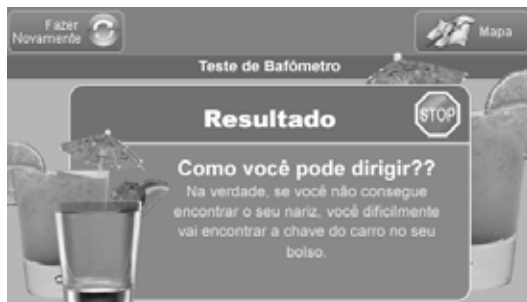 Fazer
Novamente
Mapa
Teste de Bafômetro
Resultado
STOP
Como você pode dirigir??
Na verdade, se você não consegue
encontrar o seu nariz, você dificilmente
vai encontrar a chave do carro no seu
bolso.